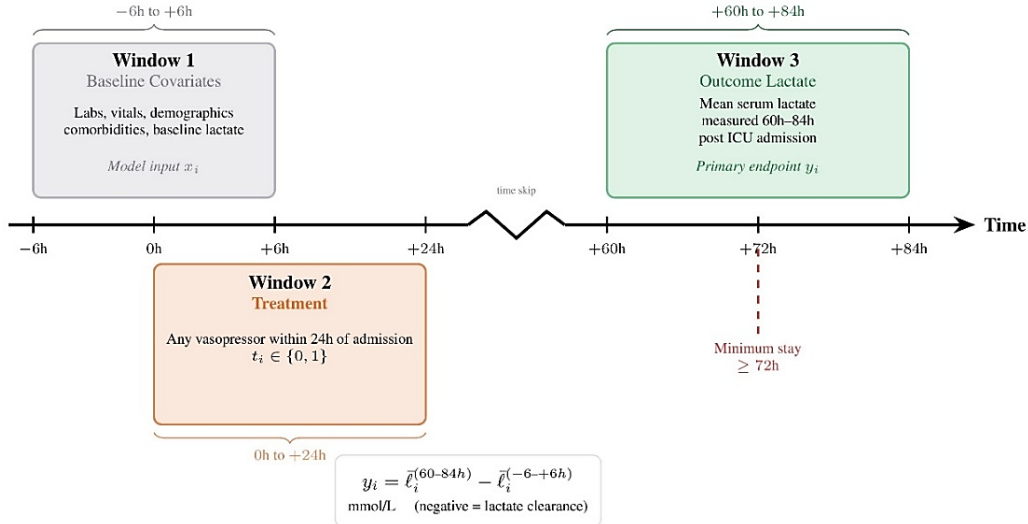 −6h to +6h
Window 1
Baseline Covariates
Labs, vitals, demographics
comorbidities, baseline lactate
Model input xᵢ
+60h to +84h
Window 3
Outcome Lactate
Mean serum lactate
measured 60h–84h
post ICU admission
Primary endpoint yᵢ
time skip
Time
−6h
0h
+6h
+24h
+60h
+72h
+84h
Window 2
Treatment
Any vasopressor within 24h of admission
tᵢ ∈ {0, 1}
0h to +24h
Minimum stay
≥ 72h
yᵢ = ℓ̄ᵢ^(60–84h) − ℓ̄ᵢ^(−6–+6h)
mmol/L (negative = lactate clearance)